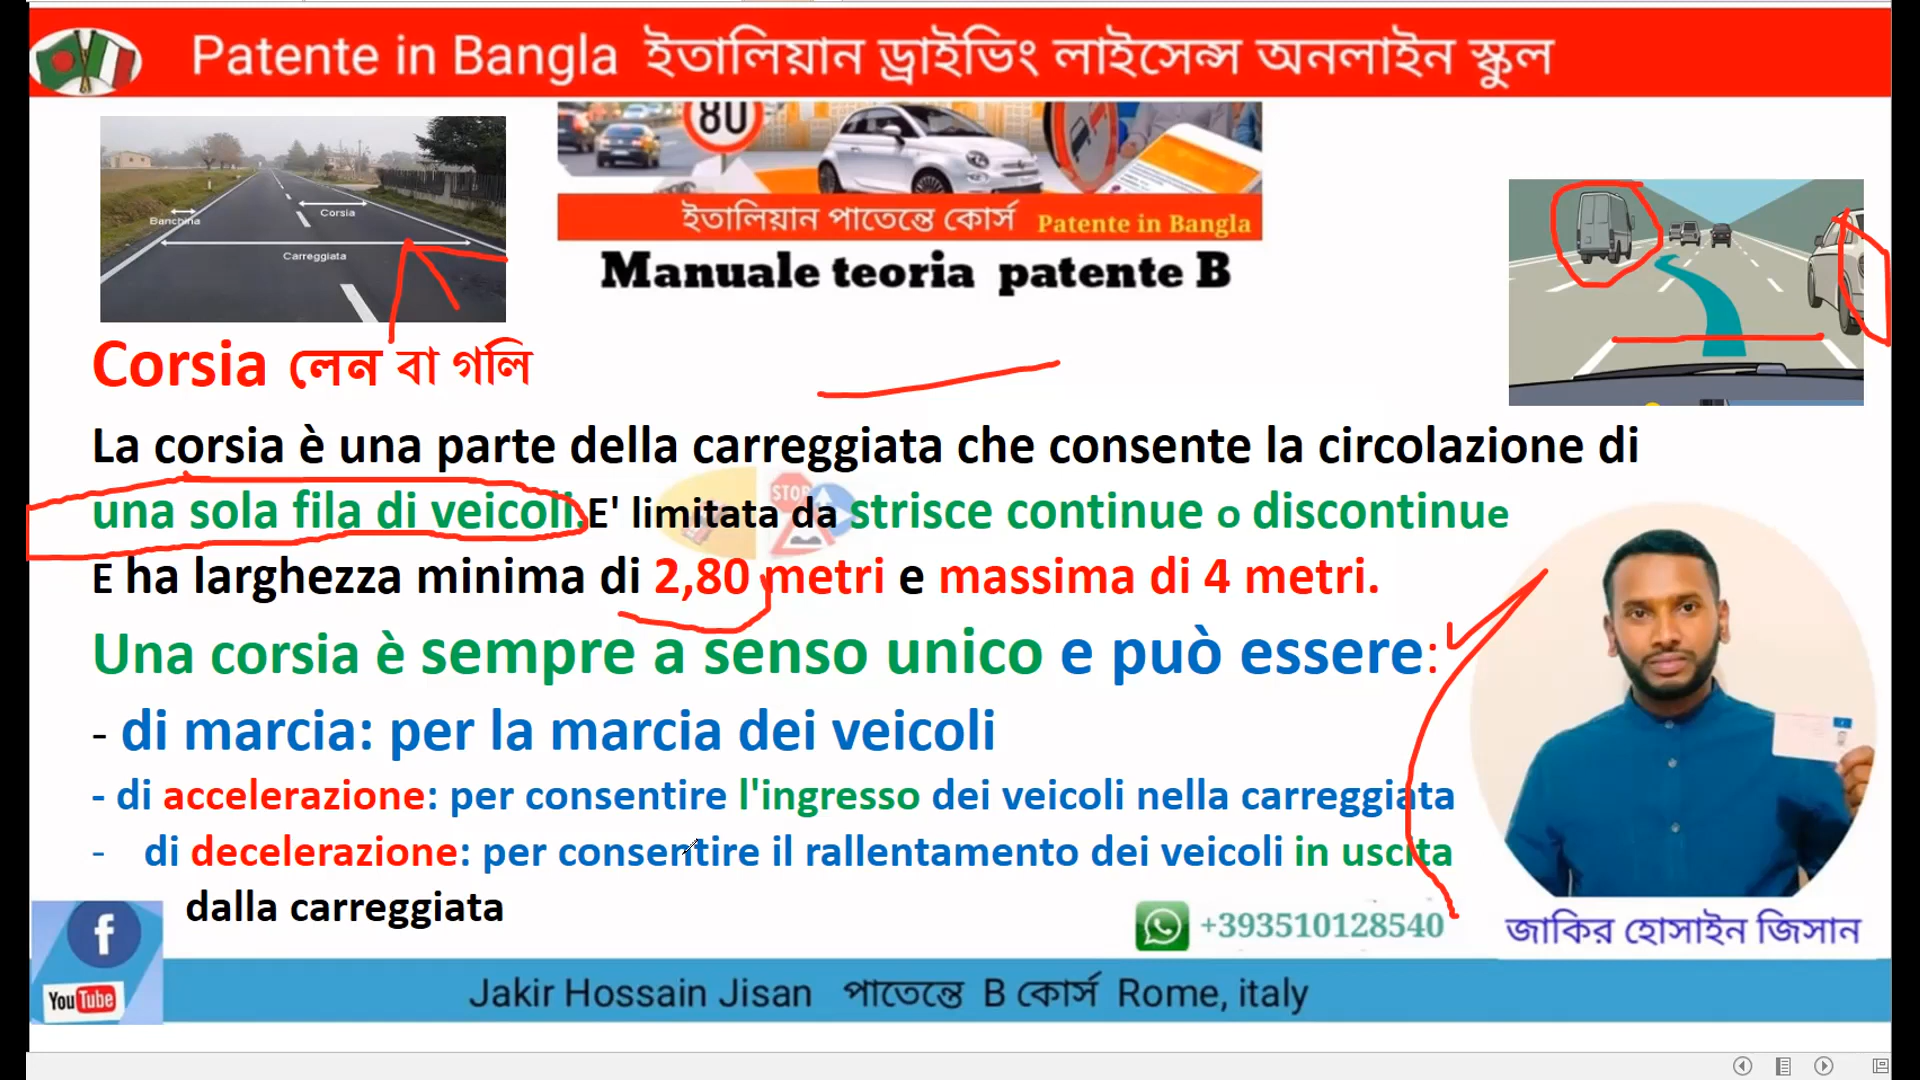 Patente in Bangla ইতালিয়ান ড্রাইভিং লাইসেন্স অনলাইন স্কুল
80
Banchina
Corsia
Carreggiata
ইতালিয়ান পাতেন্তে কোর্স Patente in Bangla
Manuale teoria patente B
Corsia লেন বা গলি
La corsia è una parte della carreggiata che consente la circolazione di
una sola fila di veicoli. E' limitata da strisce continue o discontinue
STOP
E ha larghezza minima di 2,80 metri e massima di 4 metri.
Una corsia è sempre a senso unico e può essere:
- di marcia: per la marcia dei veicoli
- di accelerazione: per consentire l'ingresso dei veicoli nella carreggiata
- di decelerazione: per consentire il rallentamento dei veicoli in uscita
dalla carreggiata
f
YouTube
+393510128540
জাকির হোসাইন জিসান
Jakir Hossain Jisan পাতেন্তে B কোর্স Rome, italy